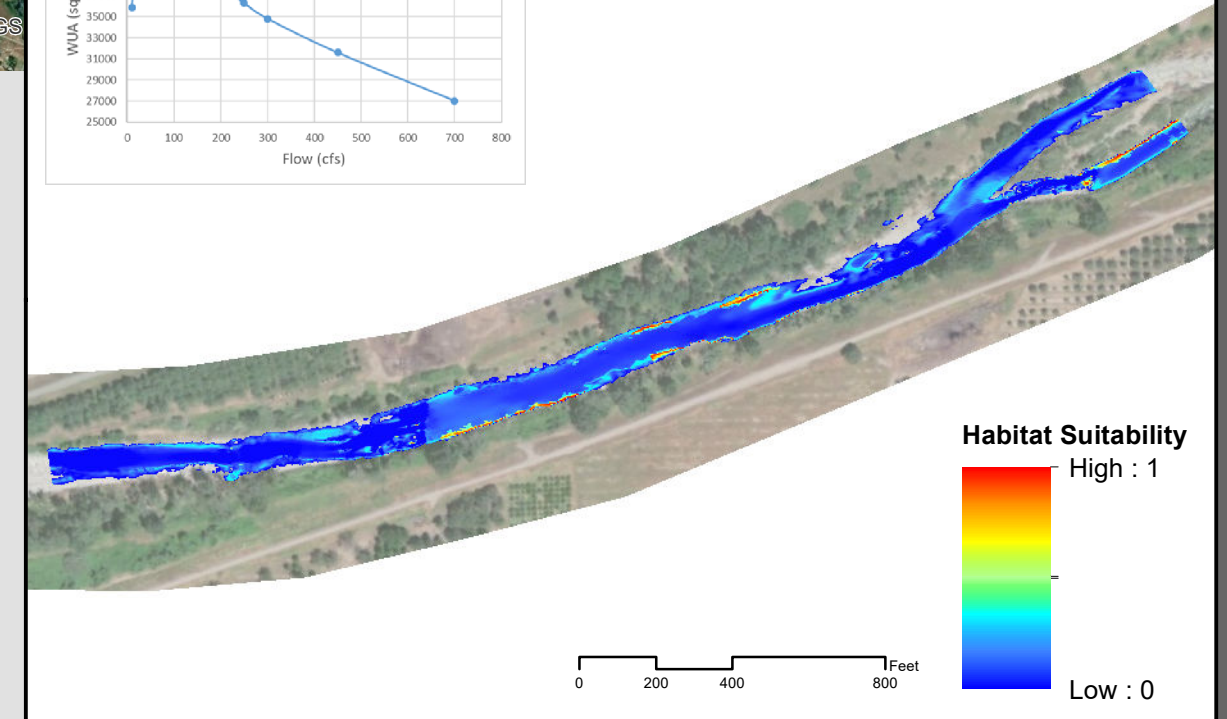 GS
WUA (sq
35000
33000
31000
29000
27000
25000
0 100 200 300 400 500 600 700 800
Flow (cfs)
Habitat Suitability
High : 1
Low : 0
Feet
0 200 400 800